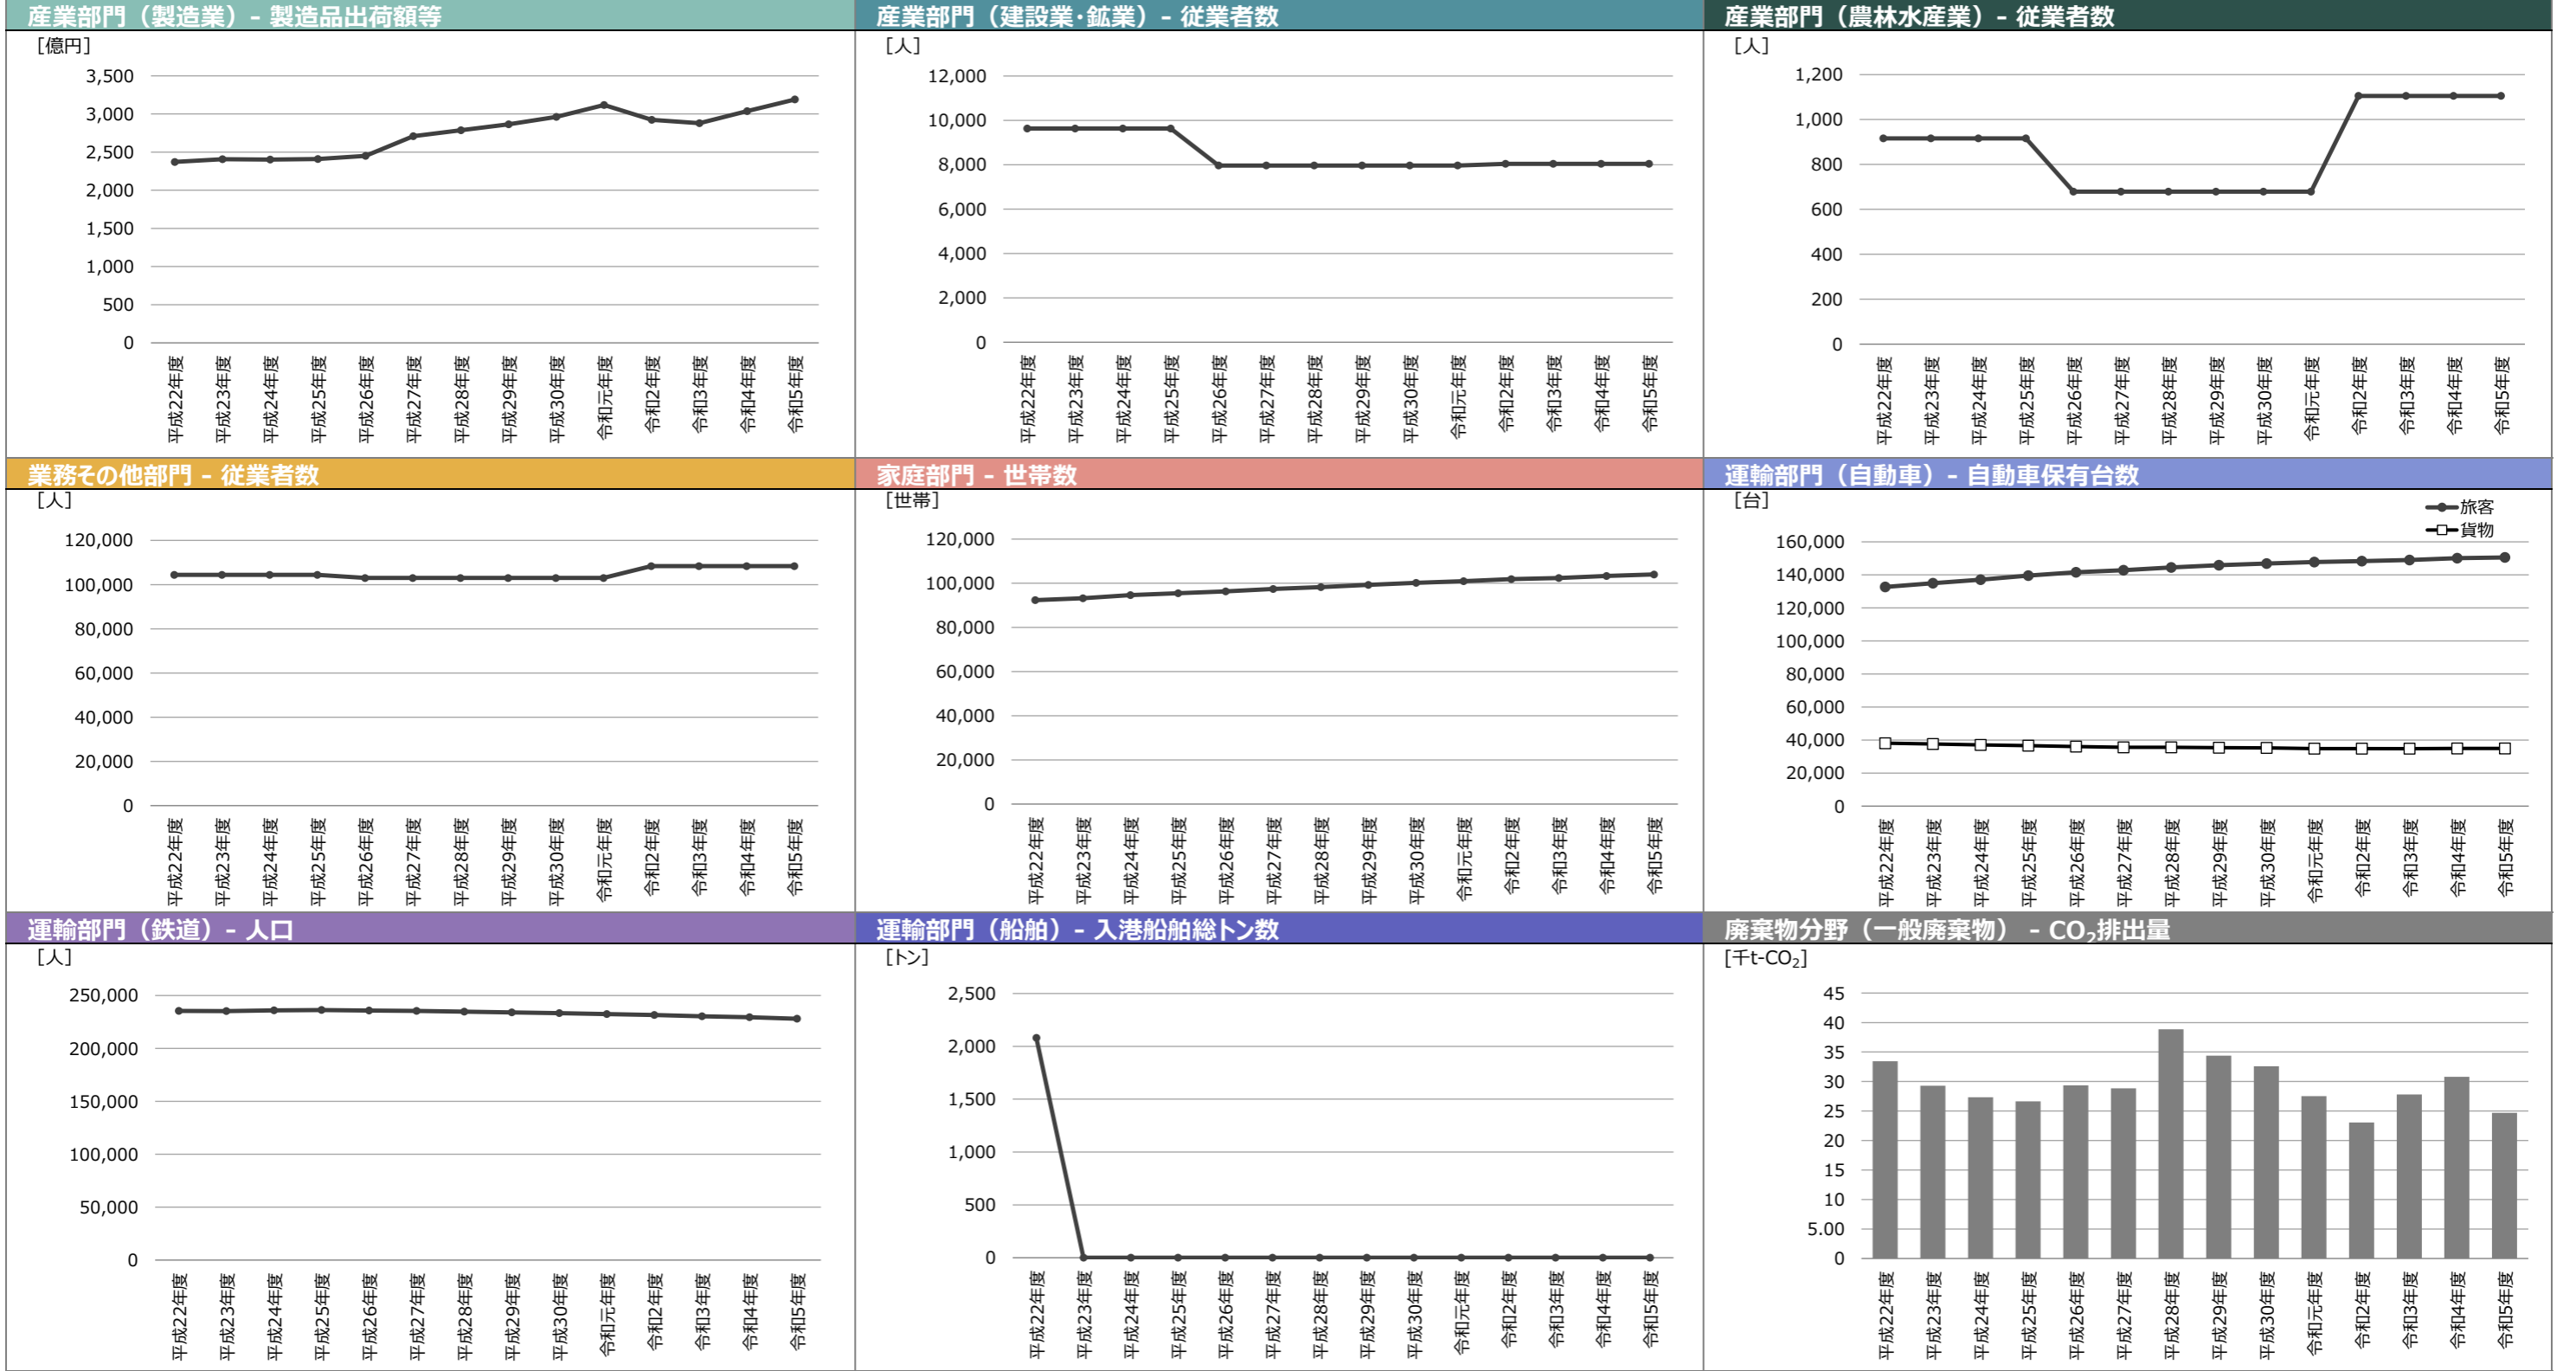 産業部門（製造業）- 製造品出荷額等
[億円]
3,500
3,000
2,500
2,000
1,500
1,000
500
0
平成22年度
平成23年度
平成24年度
平成25年度
平成26年度
平成27年度
平成28年度
平成29年度
平成30年度
令和元年度
令和2年度
令和3年度
令和4年度
令和5年度
産業部門（建設業・鉱業）- 従業者数
[人]
12,000
10,000
8,000
6,000
4,000
2,000
0
平成22年度
平成23年度
平成24年度
平成25年度
平成26年度
平成27年度
平成28年度
平成29年度
平成30年度
令和元年度
令和2年度
令和3年度
令和4年度
令和5年度
産業部門（農林水産業）- 従業者数
[人]
1,200
1,000
800
600
400
200
0
平成22年度
平成23年度
平成24年度
平成25年度
平成26年度
平成27年度
平成28年度
平成29年度
平成30年度
令和元年度
令和2年度
令和3年度
令和4年度
令和5年度
業務その他部門 - 従業者数
[人]
120,000
100,000
80,000
60,000
40,000
20,000
0
平成22年度
平成23年度
平成24年度
平成25年度
平成26年度
平成27年度
平成28年度
平成29年度
平成30年度
令和元年度
令和2年度
令和3年度
令和4年度
令和5年度
家庭部門 - 世帯数
[世帯]
120,000
100,000
80,000
60,000
40,000
20,000
0
平成22年度
平成23年度
平成24年度
平成25年度
平成26年度
平成27年度
平成28年度
平成29年度
平成30年度
令和元年度
令和2年度
令和3年度
令和4年度
令和5年度
運輸部門（自動車）- 自動車保有台数
[台]
旅客
貨物
160,000
140,000
120,000
100,000
80,000
60,000
40,000
20,000
0
平成22年度
平成23年度
平成24年度
平成25年度
平成26年度
平成27年度
平成28年度
平成29年度
平成30年度
令和元年度
令和2年度
令和3年度
令和4年度
令和5年度
運輸部門（鉄道）- 人口
[人]
250,000
200,000
150,000
100,000
50,000
0
平成22年度
平成23年度
平成24年度
平成25年度
平成26年度
平成27年度
平成28年度
平成29年度
平成30年度
令和元年度
令和2年度
令和3年度
令和4年度
令和5年度
運輸部門（船舶）- 入港船舶総トン数
[トン]
2,500
2,000
1,500
1,000
500
0
平成22年度
平成23年度
平成24年度
平成25年度
平成26年度
平成27年度
平成28年度
平成29年度
平成30年度
令和元年度
令和2年度
令和3年度
令和4年度
令和5年度
廃棄物分野（一般廃棄物） - CO₂排出量
[千t-CO₂]
45
40
35
30
25
20
15
10
5.00
0
平成22年度
平成23年度
平成24年度
平成25年度
平成26年度
平成27年度
平成28年度
平成29年度
平成30年度
令和元年度
令和2年度
令和3年度
令和4年度
令和5年度